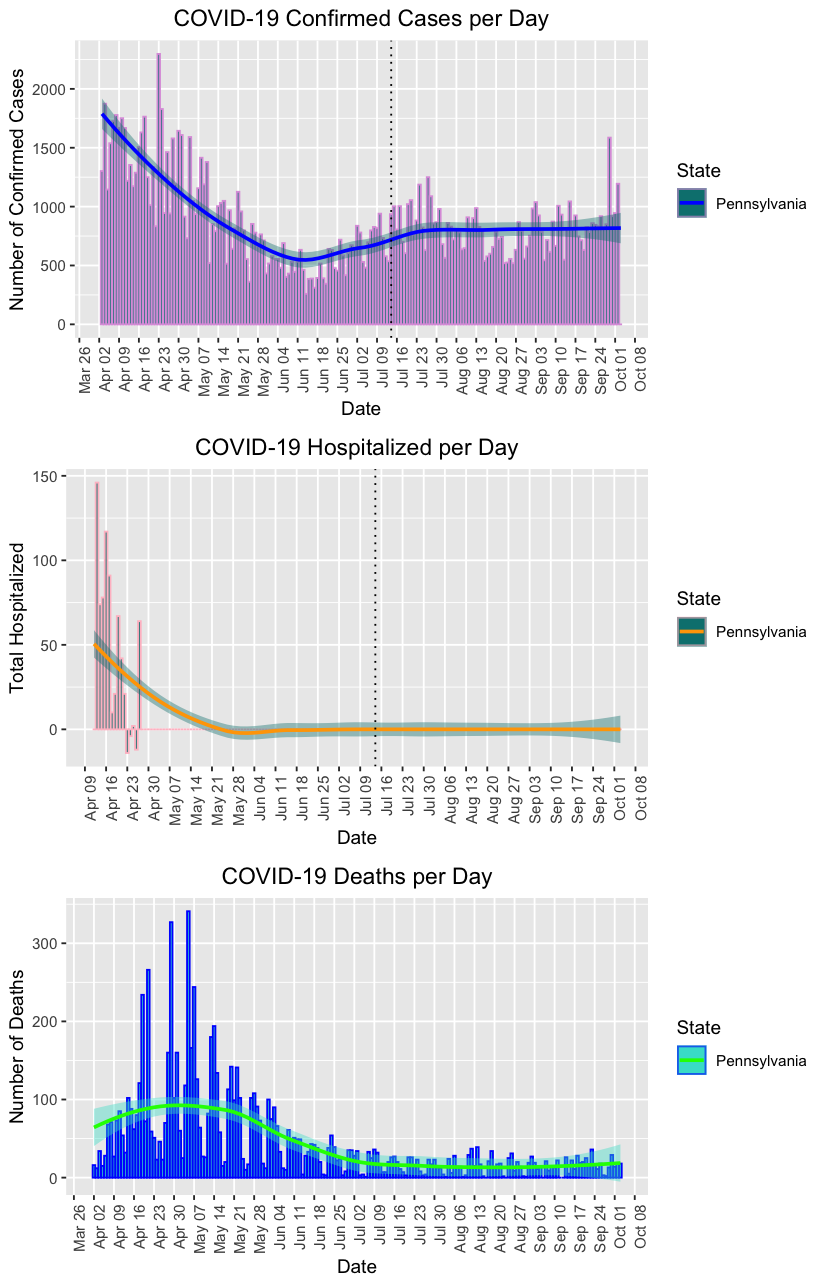 COVID-19 Confirmed Cases per Day
Number of Confirmed Cases
2000
1500
1000
500
0
Mar 26
Apr 02
Apr 09
Apr 16
Apr 23
Apr 30
May 07
May 14
May 21
May 28
Jun 04
Jun 11
Jun 18
Jun 25
Jul 02
Jul 09
Jul 16
Jul 23
Jul 30
Aug 06
Aug 13
Aug 20
Aug 27
Sep 03
Sep 10
Sep 17
Sep 24
Oct 01
Oct 08
Date
State
Pennsylvania
COVID-19 Hospitalized per Day
Total Hospitalized
150
100
50
0
Apr 09
Apr 16
Apr 23
Apr 30
May 07
May 14
May 21
May 28
Jun 04
Jun 11
Jun 18
Jun 25
Jul 02
Jul 09
Jul 16
Jul 23
Jul 30
Aug 06
Aug 13
Aug 20
Aug 27
Sep 03
Sep 10
Sep 17
Sep 24
Oct 01
Oct 08
Date
State
Pennsylvania
COVID-19 Deaths per Day
Number of Deaths
300
200
100
0
Mar 26
Apr 02
Apr 09
Apr 16
Apr 23
Apr 30
May 07
May 14
May 21
May 28
Jun 04
Jun 11
Jun 18
Jun 25
Jul 02
Jul 09
Jul 16
Jul 23
Jul 30
Aug 06
Aug 13
Aug 20
Aug 27
Sep 03
Sep 10
Sep 17
Sep 24
Oct 01
Oct 08
Date
State
Pennsylvania